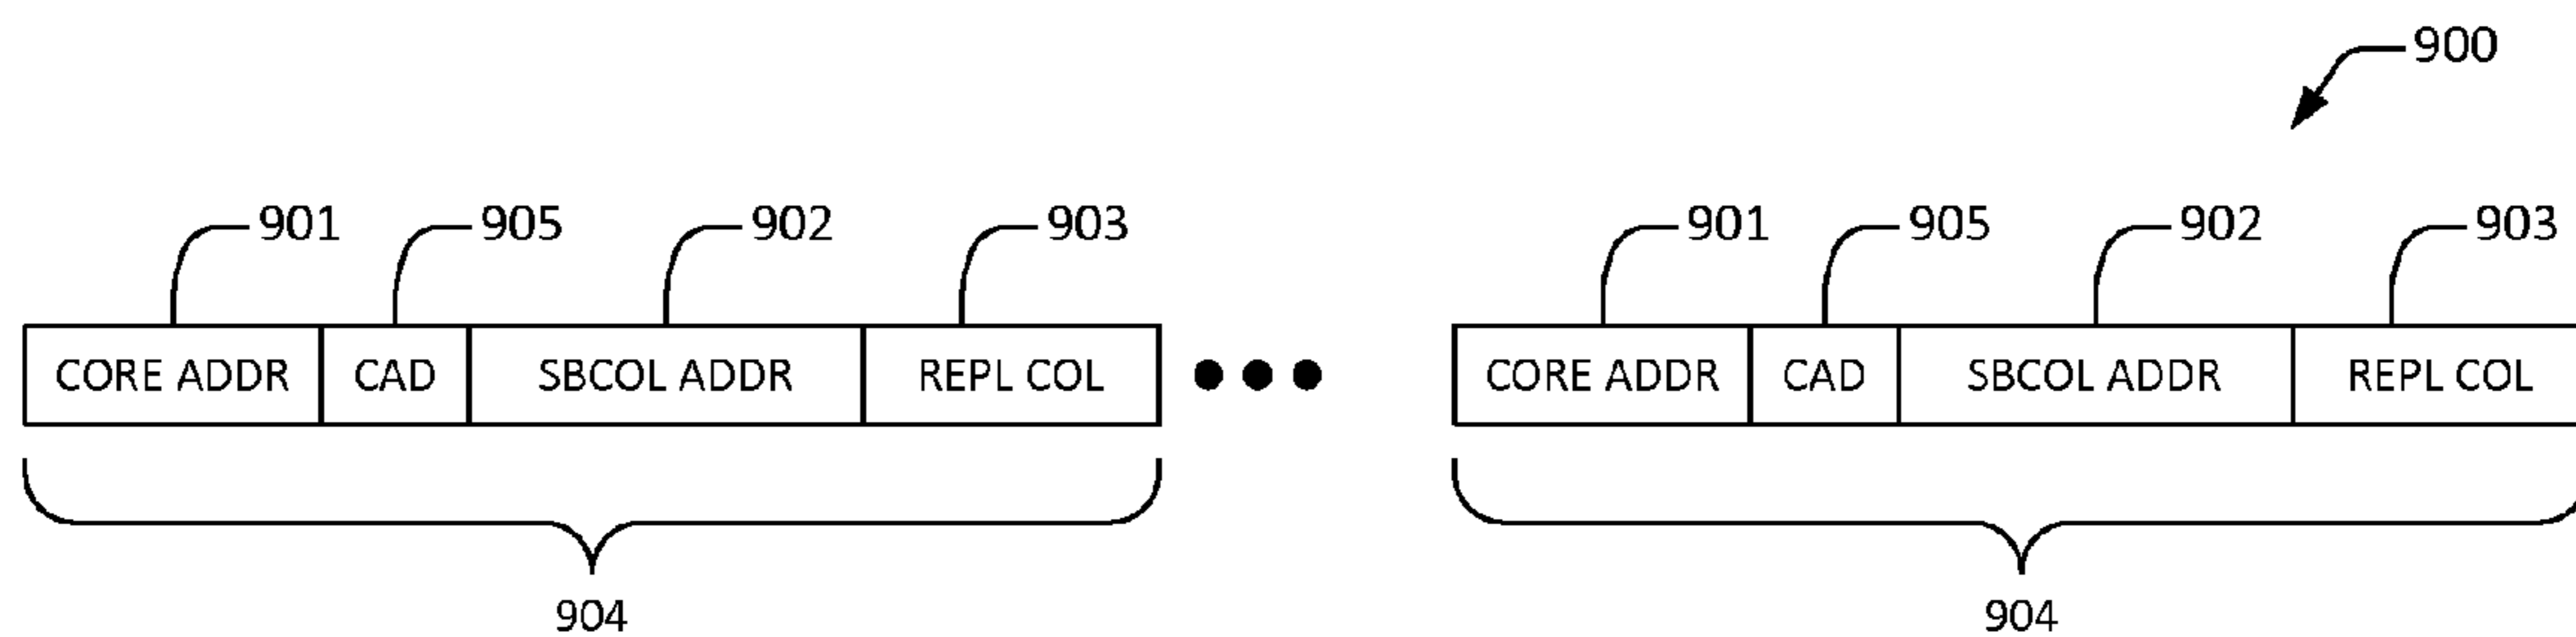 900
901 905 902 903 901 905 902 903
CORE ADDR CAD SBCOL ADDR REPL COL CORE ADDR CAD SBCOL ADDR REPL COL
904 904